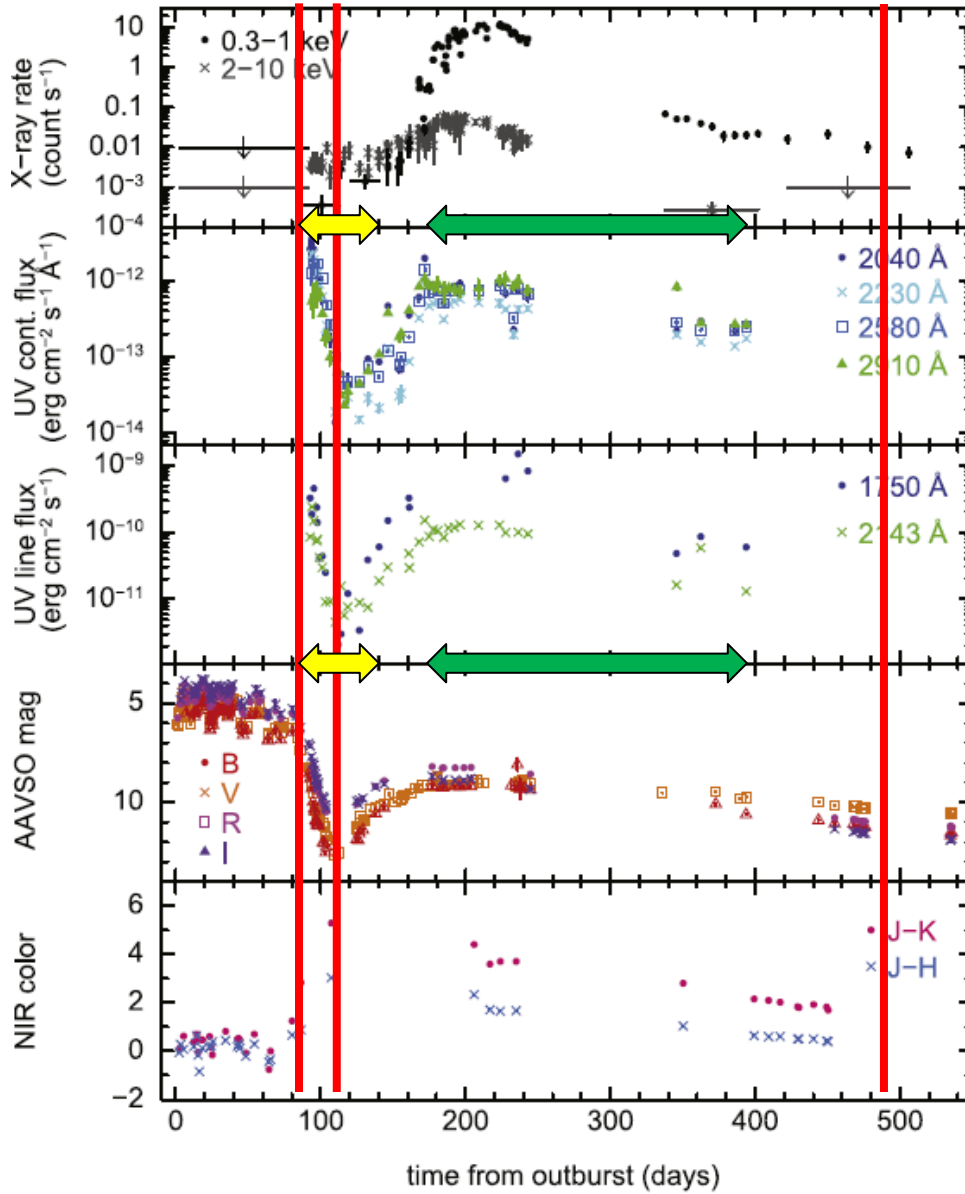 X-ray rate
(count s⁻¹)
10
1
0.1
0.01
10⁻³
10⁻⁴
0.3−1 keV
2−10 keV
UV cont. flux
(erg cm⁻² s⁻¹ Å⁻¹)
10⁻¹²
10⁻¹³
10⁻¹⁴
2040 Å
2230 Å
2580 Å
2910 Å
UV line flux
(erg cm⁻² s⁻¹)
10⁻⁹
10⁻¹⁰
10⁻¹¹
1750 Å
2143 Å
AAVSO mag
5
10
B
V
R
I
NIR color
6
4
2
0
−2
J−K
J−H
0 100 200 300 400 500
time from outburst (days)